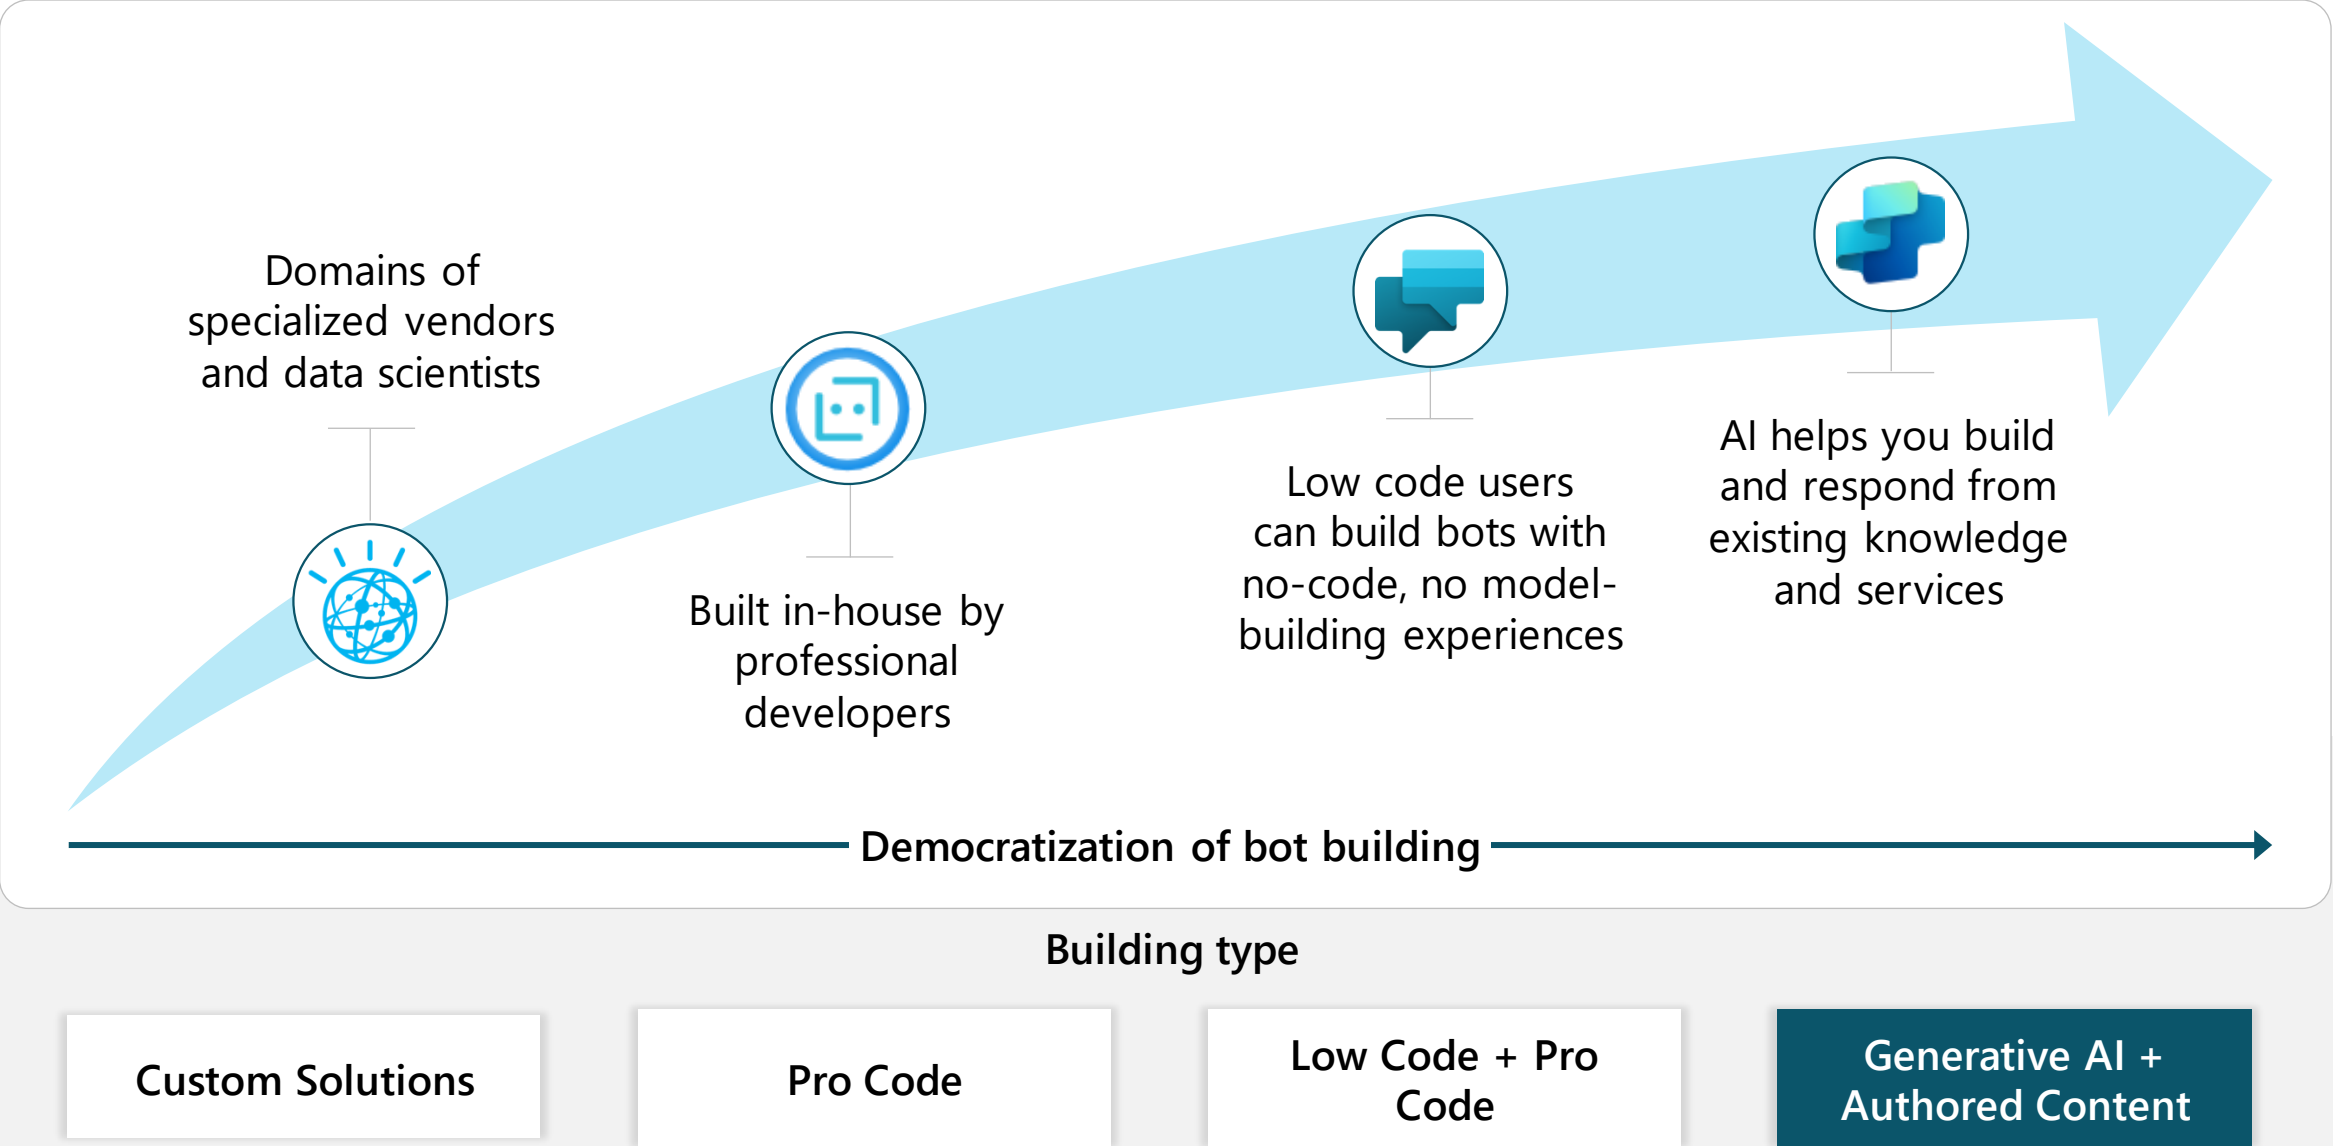 Domains of
specialized vendors
and data scientists
Built in-house by
professional
developers
Low code users
can build bots with
no-code, no model-
building experiences
AI helps you build
and respond from
existing knowledge
and services
Democratization of bot building
Building type
Custom Solutions
Pro Code
Low Code + Pro
Code
Generative AI +
Authored Content